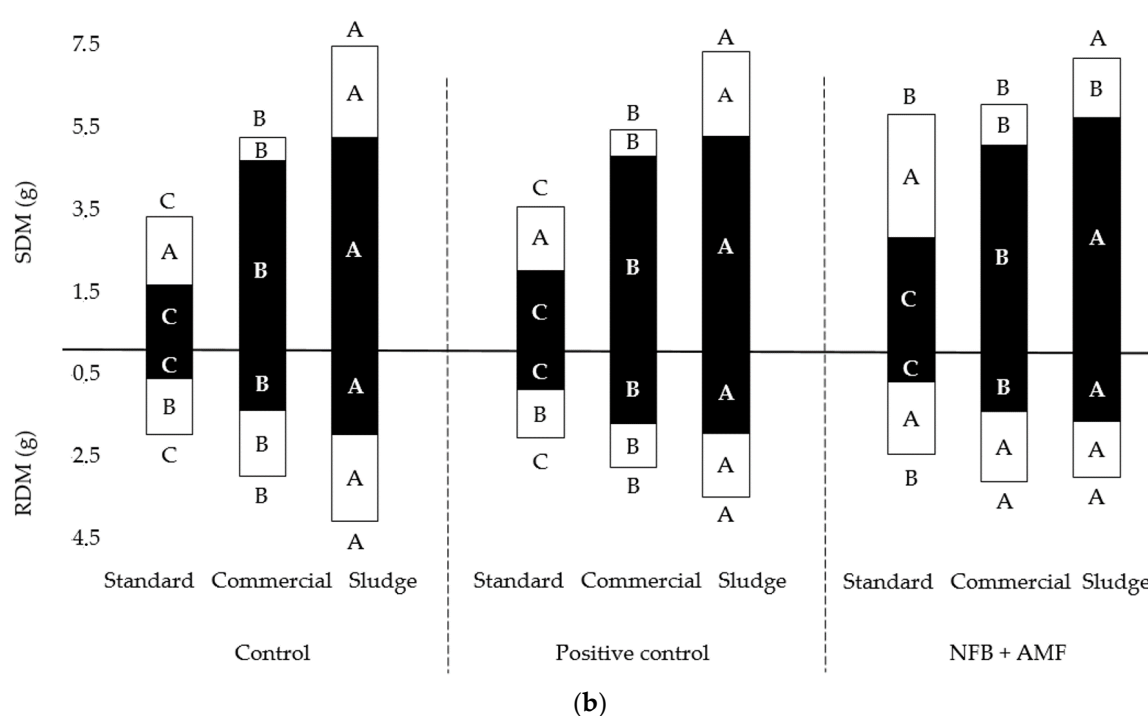 7.5
5.5
3.5
1.5
0.5
2.5
4.5
SDM (g)
RDM (g)
C
A
C
C
B
C
B
B
B
B
B
B
A
A
A
A
A
A
C
A
C
C
B
C
B
B
B
B
B
B
A
A
A
A
A
A
B
A
C
C
A
B
B
B
B
B
A
A
A
B
A
A
A
A
Standard Commercial Sludge Standard Commercial Sludge Standard Commercial Sludge
Control Positive control NFB + AMF
(b)